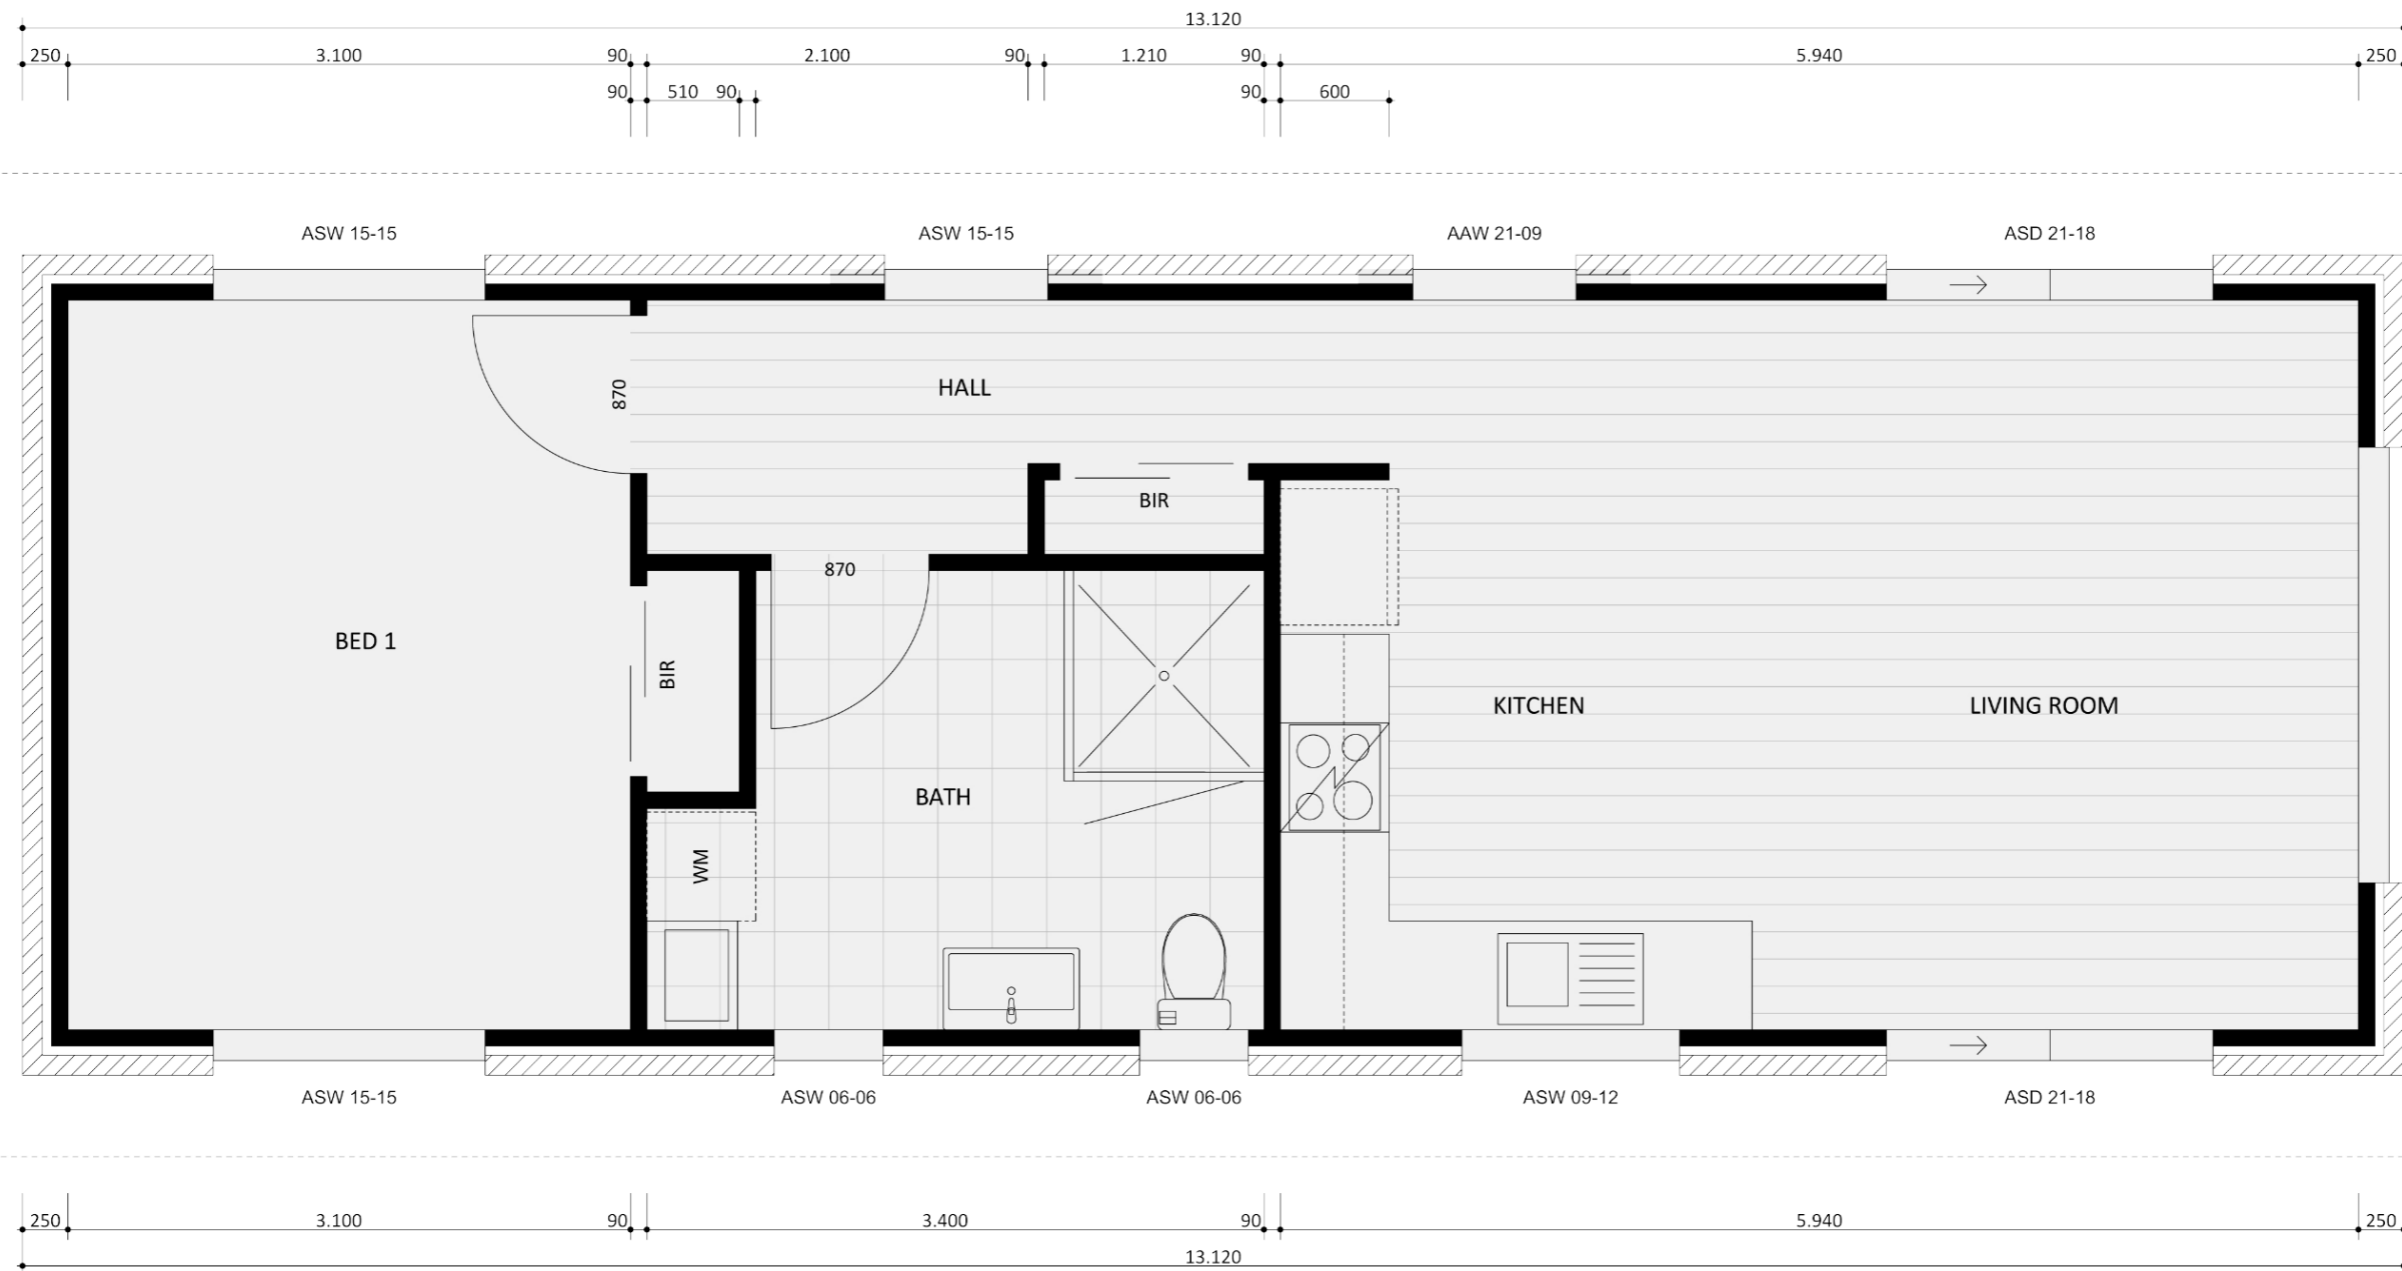 13.120
250 3.100 90 2.100 90 1.210 90 5.940 250
90 510 90 90 600
ASW 15-15 ASW 15-15 AAW 21-09 ASD 21-18
870
HALL
BIR
870
BED 1
BIR
KITCHEN
LIVING ROOM
BATH
WM
ASW 15-15 ASW 06-06 ASW 06-06 ASW 09-12 ASD 21-18
250 3.100 90 3.400 90 5.940 250
13.120